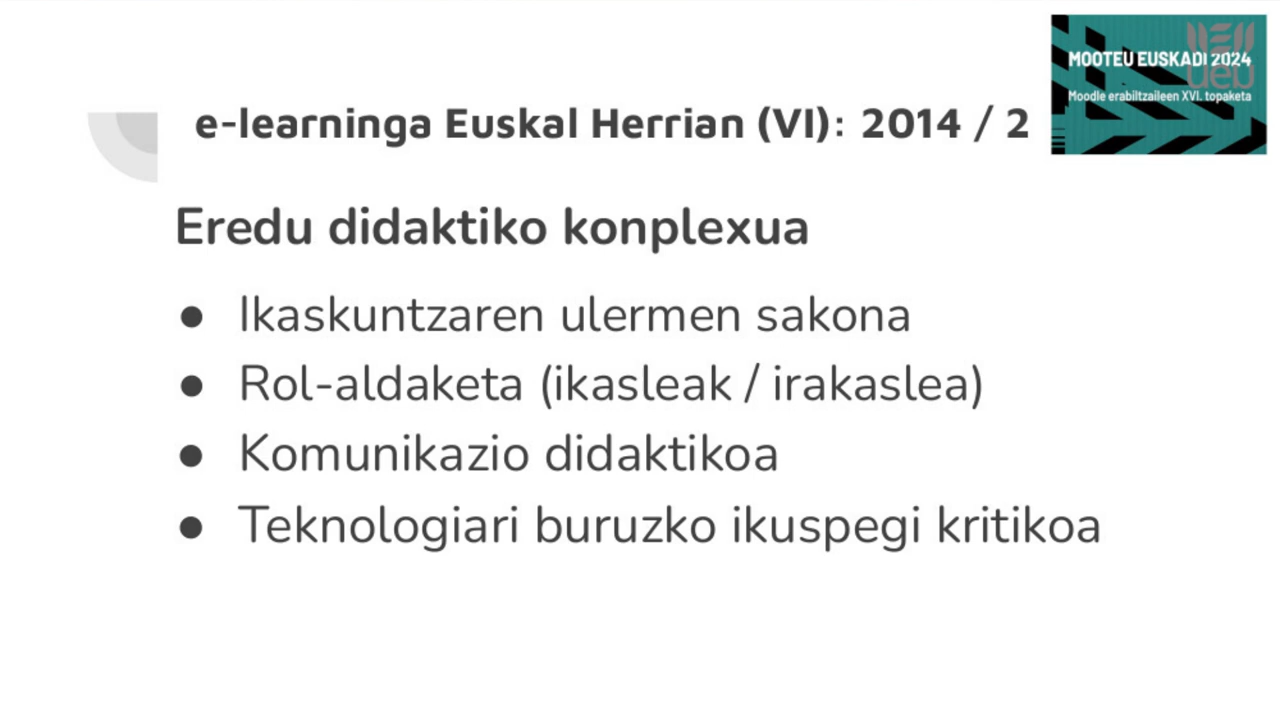 MOOTEU EUSKADI 2024
ueu
Moodle erabiltzaileen XVI. topaketa
e-learninga Euskal Herrian (VI): 2014 / 2
Eredu didaktiko konplexua
● Ikaskuntzaren ulermen sakona
● Rol-aldaketa (ikasleak / irakaslea)
● Komunikazio didaktikoa
● Teknologiari buruzko ikuspegi kritikoa